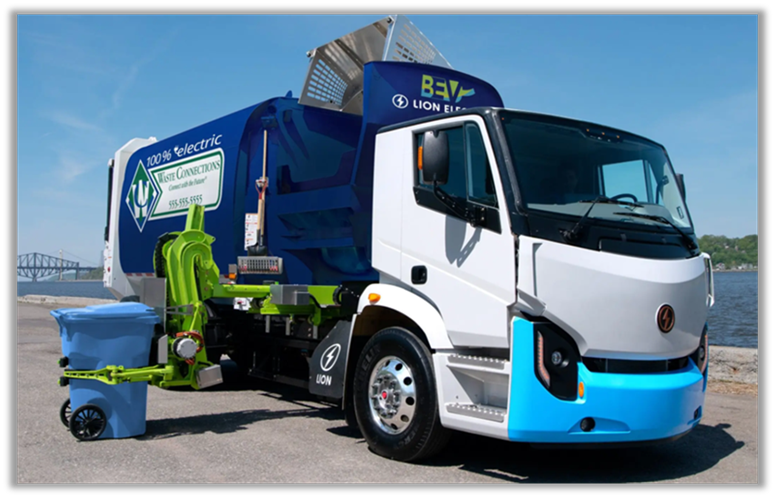 BEV
LION ELE
100% electric
WASTE CONNECTIONS
Connect with the Future®
555-555-5555
LION